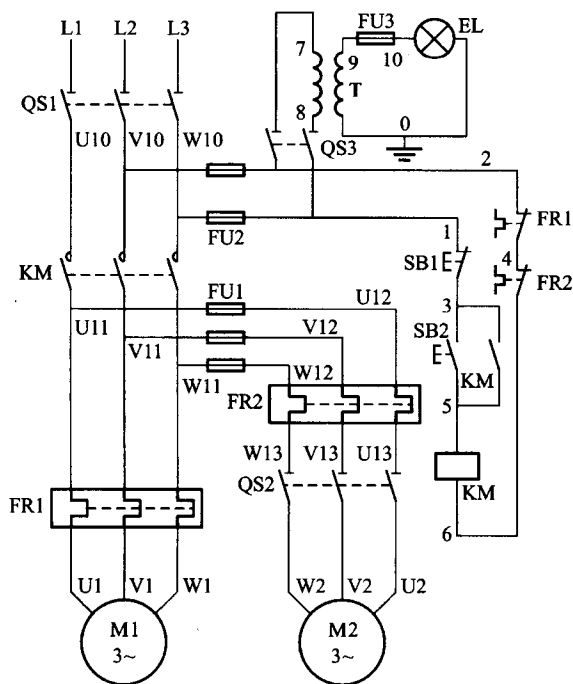 L1 L2 L3
7
FU3
EL
9
10
T
QS1
8
0
U10 V10 W10
QS3
2
FU2
1
FR1
KM
SB1
4
FR2
FU1
U12
3
U11
V11
V12
SB2
W11
W12
KM
FR2
5
W13 V13 U13
KM
QS2
FR1
6
U1 V1 W1
W2 V2 U2
M1
3~
M2
3~